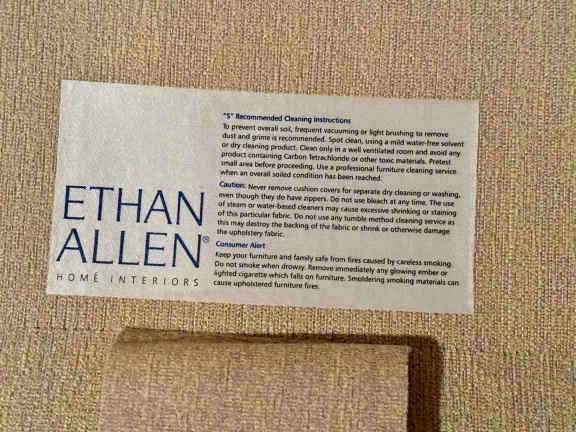 ETHAN
ALLEN®
HOME INTERIORS
"S" Recommended Cleaning Instructions
To prevent overall soil, frequent vacuuming or light brushing to remove
dust and grime is recommended. Spot clean, using a mild water-free solvent
or dry cleaning product. Clean only in a well ventilated room and avoid any
product containing Carbon Tetrachloride or other toxic materials. Pretest
small area before proceeding. Use a professional furniture cleaning service
when an overall soiled condition has been reached.
Caution: Never remove cushion covers for separate dry cleaning or washing,
even though they do have zippers. Do not use bleach at any time. The use
of steam or water-based cleaners may cause excessive shrinking or staining
of this particular fabric. Do not use any tumble method cleaning service as
this may destroy the backing of the fabric or shrink or otherwise damage
the upholstery fabric.
Consumer Alert
Keep your furniture and family safe from fires caused by careless smoking.
Do not smoke when drowsy. Remove immediately any glowing ember or
lighted cigarette which falls on furniture. Smoldering smoking materials can
cause upholstered furniture fires.